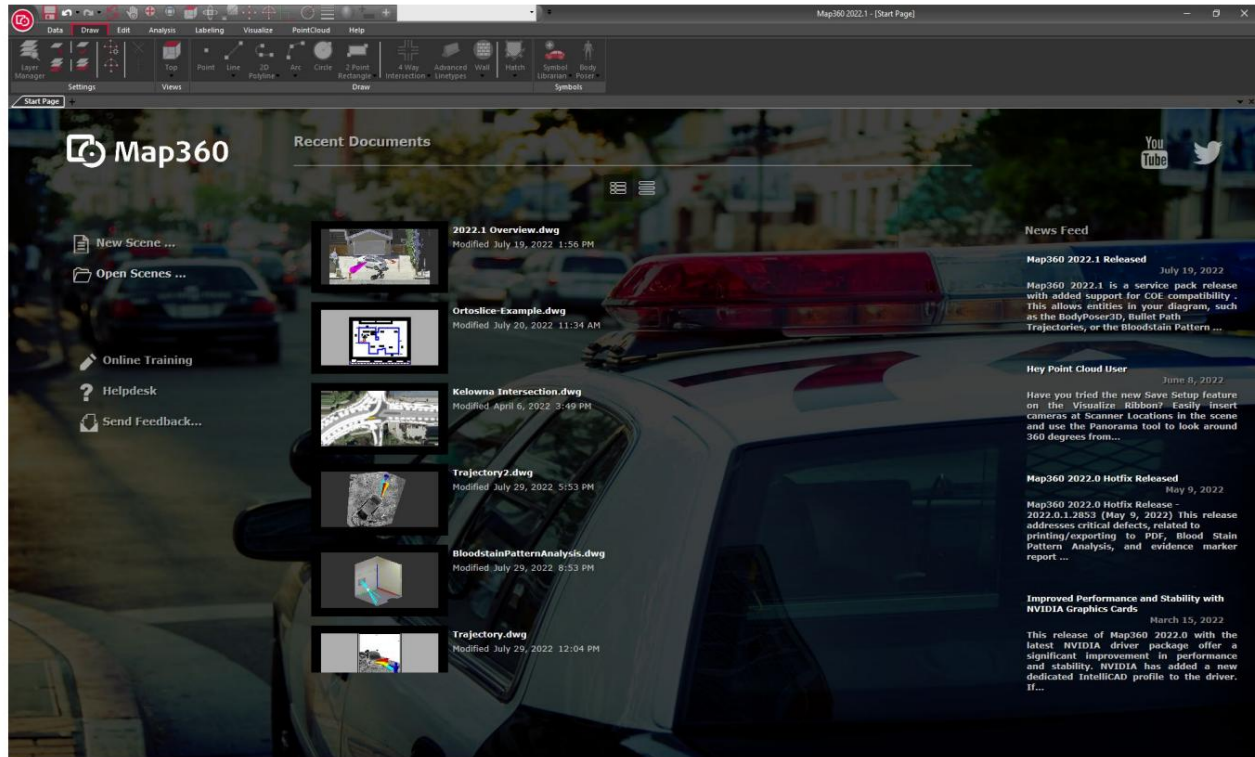 Map360 2022.1 - [Start Page]
Data Draw Edit Analysis Labeling Visualize PointCloud Help
Layer Manager
Top
Point Line 2D Polyline Arc Circle 2 Point Rectangle 4 Way Intersection Advanced Linetypes Wall Hatch
Symbol Librarian Body Poser
Settings Views Draw Symbols
Start Page
Map360
New Scene ...
Open Scenes ...
Online Training
Helpdesk
Send Feedback...
Recent Documents
2022.1 Overview.dwg
Modified July 19, 2022 1:56 PM
Ortoslice-Example.dwg
Modified July 20, 2022 11:34 AM
Kelowna Intersection.dwg
Modified April 6, 2022 3:49 PM
Trajectory2.dwg
Modified July 29, 2022 5:53 PM
BloodstainPatternAnalysis.dwg
Modified July 29, 2022 8:53 PM
Trajectory.dwg
Modified July 29, 2022 12:04 PM
You
Tube
News Feed
Map360 2022.1 Released
July 19, 2022
Map360 2022.1 is a service pack release
with added support for COE compatibility .
This allows entities in your diagram, such
as the BodyPoser3D, Bullet Path
Trajectories, or the Bloodstain Pattern ...
Hey Point Cloud User
June 8, 2022
Have you tried the new Save Setup feature
on the Visualize Ribbon? Easily insert
cameras at Scanner Locations in the scene
and use the Panorama tool to look around
360 degrees from...
Map360 2022.0 Hotfix Released
May 9, 2022
Map360 2022.0 Hotfix Release -
2022.0.1.2853 (May 9, 2022) This release
addresses critical defects, related to
printing/exporting to PDF, Blood Stain
Pattern Analysis, and evidence marker
report ...
Improved Performance and Stability with
NVIDIA Graphics Cards
March 15, 2022
This release of Map360 2022.0 with the
latest NVIDIA driver package offer a
significant improvement in performance
and stability. NVIDIA has added a new
dedicated IntelliCAD profile to the driver.
If...